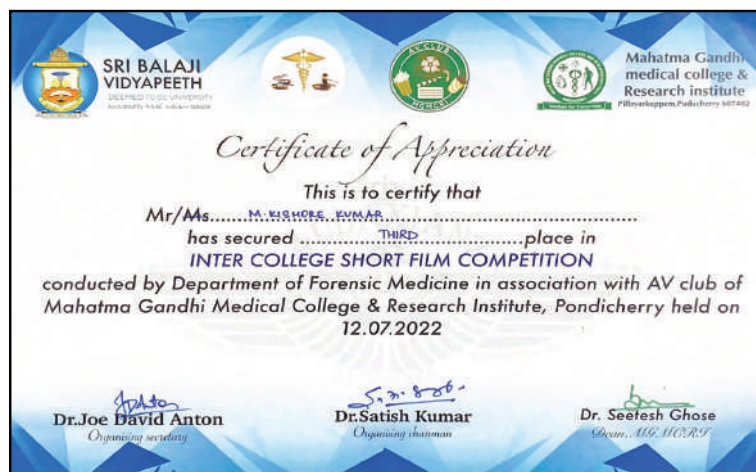 SRI BALAJI
VIDYAPEETH
DEEMED TO BE UNIVERSITY
AV CLUB
MGMCRI
Mahatma Gandhi
medical college &
Research institute
Pillayarkuppam, Puducherry 607402
Certificate of Appreciation
This is to certify that
Mr/Ms......M. KISHORE KUMAR......
has secured ......THIRD......place in
INTER COLLEGE SHORT FILM COMPETITION
conducted by Department of Forensic Medicine in association with AV club of
Mahatma Gandhi Medical College & Research Institute, Pondicherry held on
12.07.2022
Dr.Joe David Anton
Dr.Satish Kumar
Dr. Seetesh Ghose
Organising secretary
Organising chairman
Dean, MGMCRI